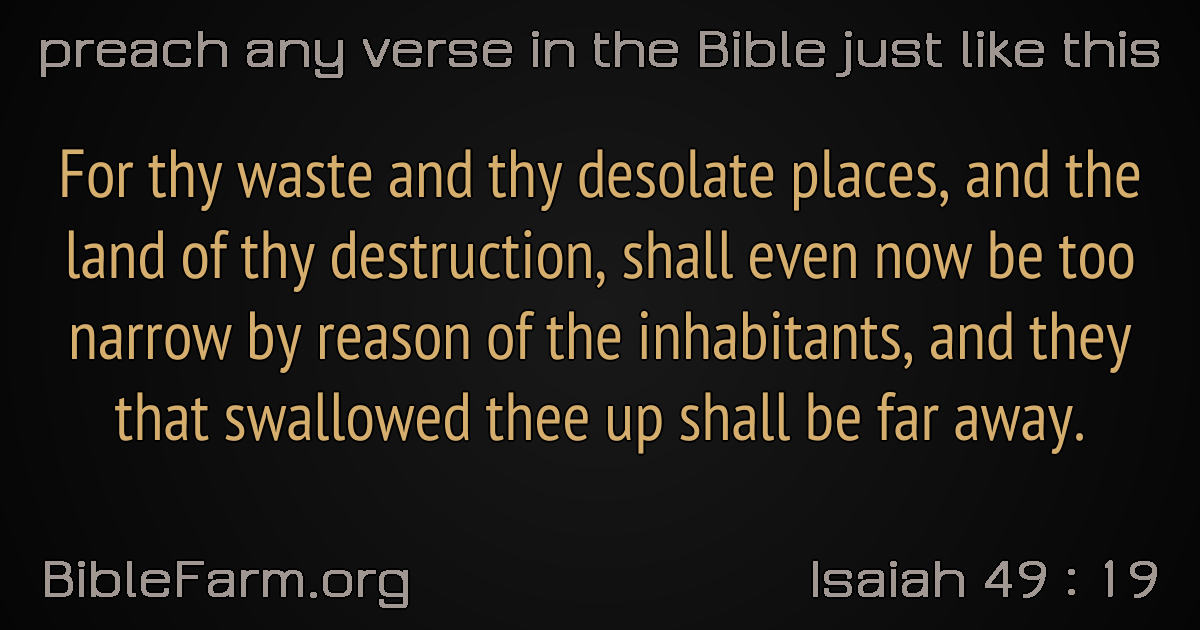 preach any verse in the Bible just like this
For thy waste and thy desolate places, and the
land of thy destruction, shall even now be too
narrow by reason of the inhabitants, and they
that swallowed thee up shall be far away.
BibleFarm.org
Isaiah 49 : 19